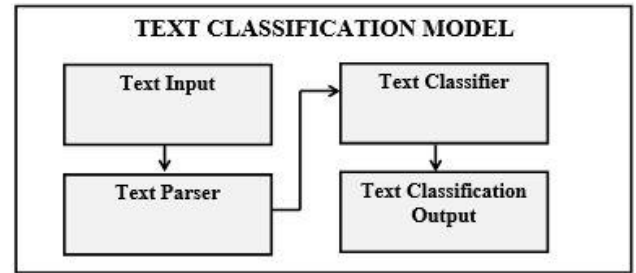 TEXT CLASSIFICATION MODEL
Text Input
Text Parser
Text Classifier
Text Classification
Output